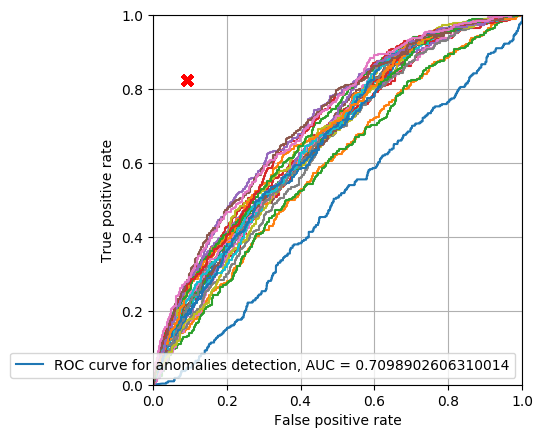 1.0
0.8
0.6
0.4
0.2
0.0
True positive rate
ROC curve for anomalies detection, AUC = 0.7098902606310014
0.0 0.2 0.4 0.6 0.8 1.0
False positive rate